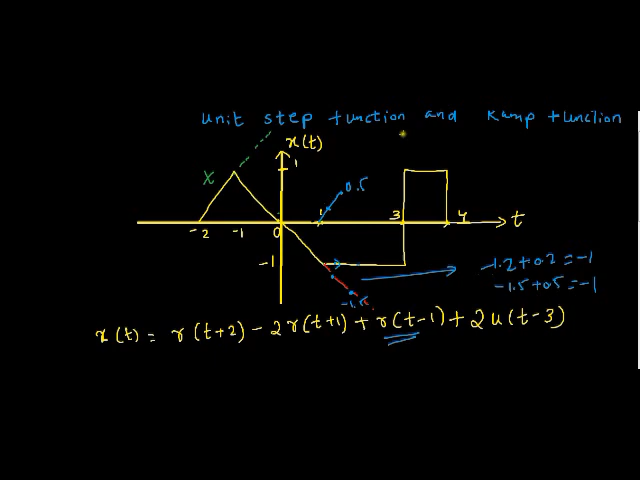 unit step function and Ramp function
x(t)
1
X
0.5
-2 -1 0 1 3 4 t
-1
-1.2+0.2=-1
-1.5+0.5=-1
-1.5
x(t) = r(t+2) - 2r(t+1) + r(t-1) + 2u(t-3)